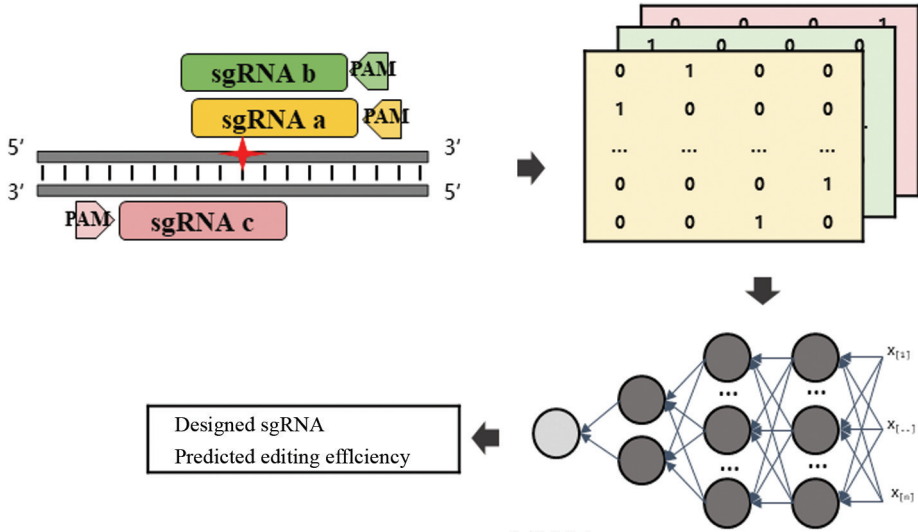 sgRNA b PAM
sgRNA a PAM
5’ 3’
3’ 5’
PAM sgRNA c
0 0 0 1
1 0 0 0
0 1 0 0
1 0 0 0
... ... ... ...
0 0 0 1
0 0 1 0
x[1]
...
...
x[..]
...
...
x[n]
Designed sgRNA
Predicted editing efflciency